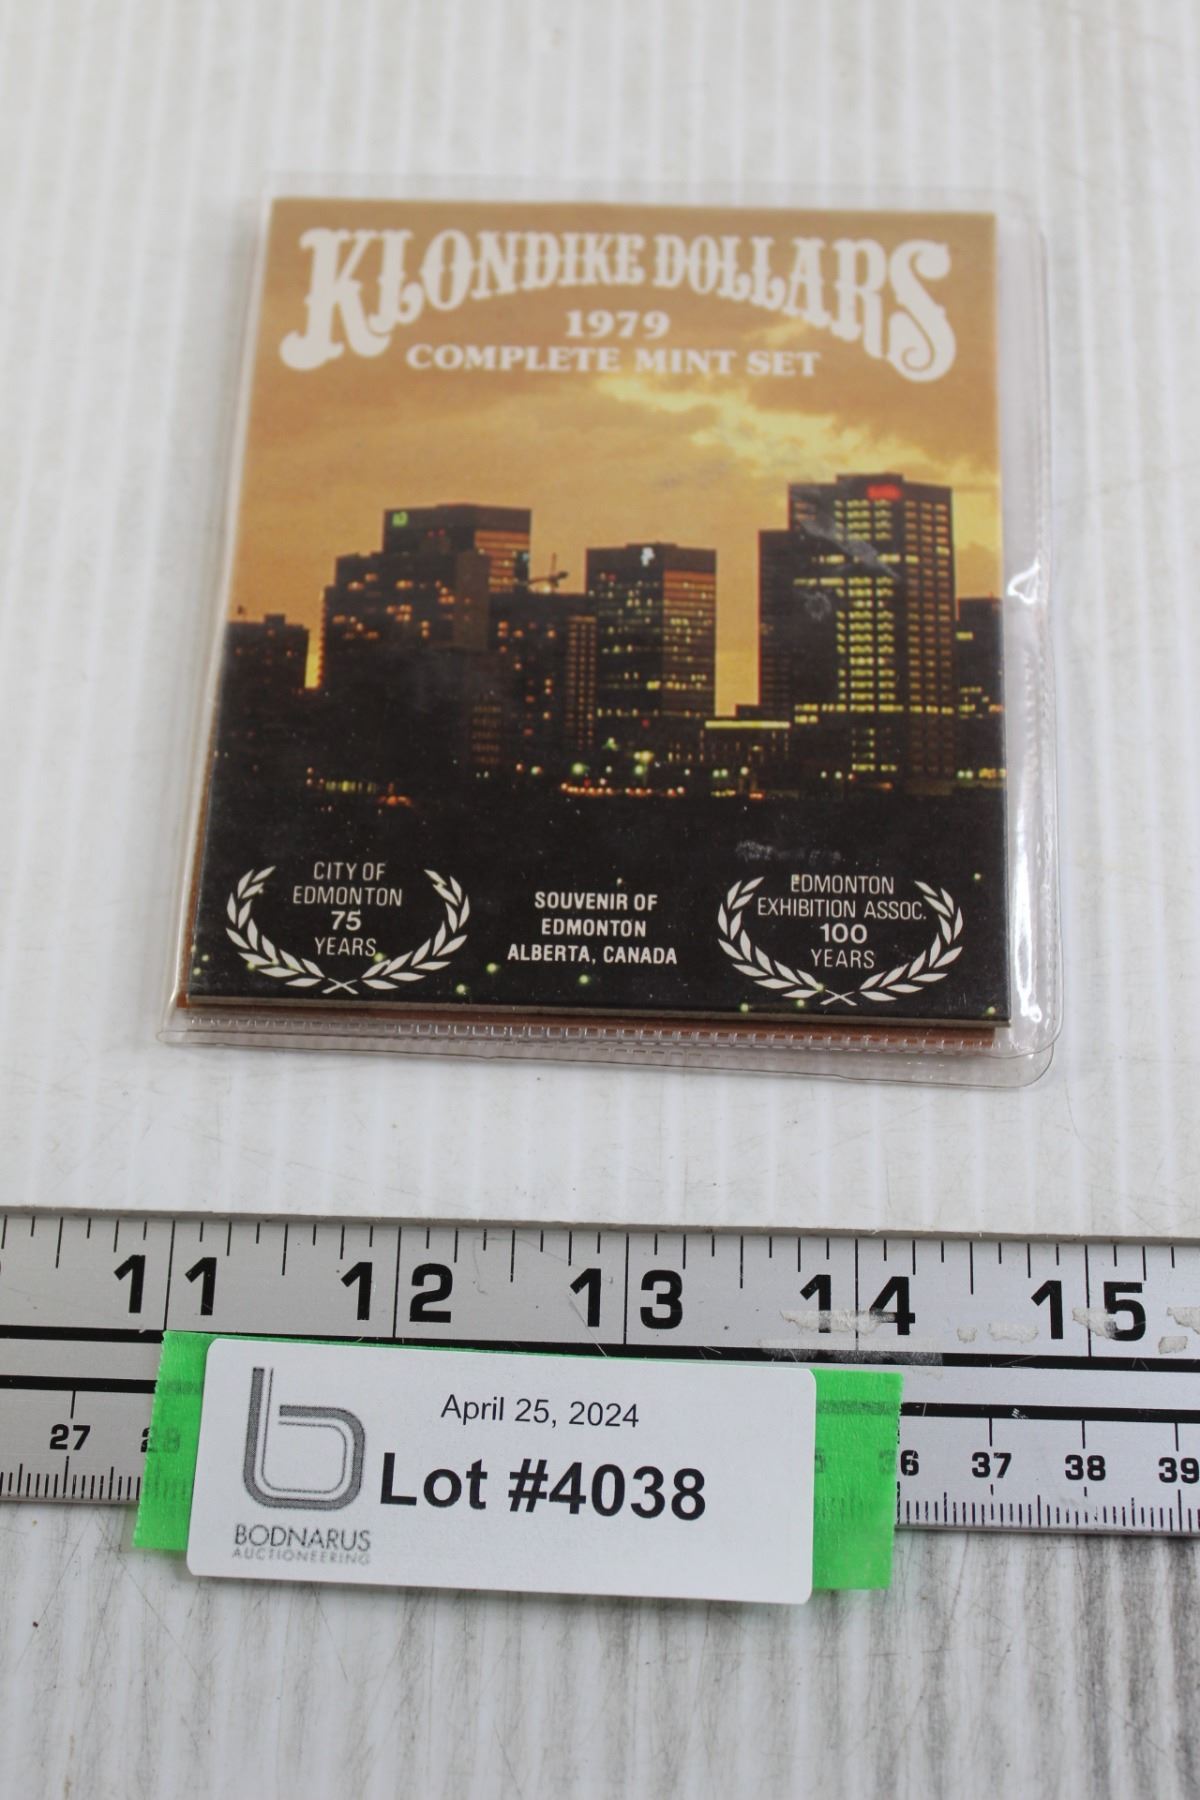 KLONDIKE DOLLARS
1979
COMPLETE MINT SET
CITY OF
EDMONTON
75
YEARS
SOUVENIR OF
EDMONTON
ALBERTA, CANADA
EDMONTON
EXHIBITION ASSOC.
100
YEARS
11 12 13 14 15
27 28 36 37 38 39
April 25, 2024
Lot #4038
BODNARUS
AUCTIONEERING